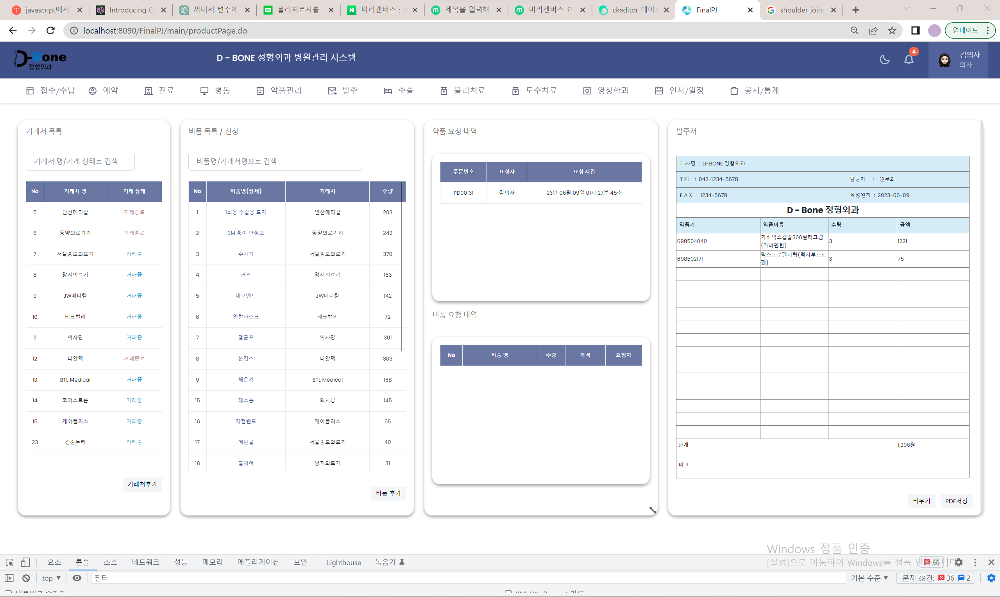 javascript에서
Introducing Ch
꺼내서 변수에
물리치료사를
미리캔버스 : 네
제목을 입력해
미리캔버스 요
ckeditor 데이터
FinalPJ
shoulder joint
localhost:8090/FinalPJ/main/productPage.do
업데이트
D-Bone
정형외과
D - BONE 정형외과 병원관리 시스템
4
김의사
의사
접수/수납 예약 진료 병동 약품관리 발주 수술 물리치료 도수치료 영상학과 인사/일정 공지/통계
거래처 목록
거래처 명/거래 상태로 검색
No 거래처 명 거래 상태
5 인산메디칼 거래종료
6 동양의료기기 거래종료
7 서울종로의료기 거래중
8 양지의료기 거래중
9 JW메디칼 거래중
10 테크밸리 거래중
11 의사랑 거래중
12 디알텍 거래종료
13 BTL Medical 거래중
14 코아스트론 거래중
15 케어플러스 거래중
23 건강누리 거래중
거래처추가
비품 목록 / 신청
비품명/거래처명으로 검색
No 비품명(상세) 거래처 수량
1 1회용 수술용 모자 인산메디칼 203
2 3M 종이 반창고 동양의료기기 242
3 주사기 서울종로의료기 370
4 거즈 양지의료기 163
5 네모밴드 JW메디칼 142
6 덴탈마스크 테크밸리 72
7 멸균포 의사랑 301
8 본깁스 디알텍 303
9 체온계 BTL Medical 168
15 테스통 의사랑 145
16 지혈밴드 케어플러스 55
17 에탄올 서울종로의료기 40
18 휠체어 양지의료기 31
비품 추가
약품 요청 내역
주문번호 요청자 요청 시간
PD00131 김의사 23년 06월 09일 01시 27분 45초
비품 요청 내역
No 비품 명 수량 가격 요청자
발주서
회사명 : D-BONE 정형외과
T E L : 042-1234-5678 담당자 : 원무과
F A X : 1234-5678 작성일자 : 2023-06-09
D - Bone 정형외과
약품키 약품이름 수량 금액
698504040 가바텍스캡슐300밀리그램(가바펜틴) 3 1221
698502171 맥스프로펜시럽(덱시부프로펜) 3 75
합계 1,296원
비고
비우기 PDF저장
Windows 정품 인증
[설정]으로 이동하여 Windows를 정품 인증합니다
요소 콘솔 소스 네트워크 성능 메모리 애플리케이션 보안 Lighthouse 녹음기 36
top 필터 기본 수준 문제 38건: 36 2